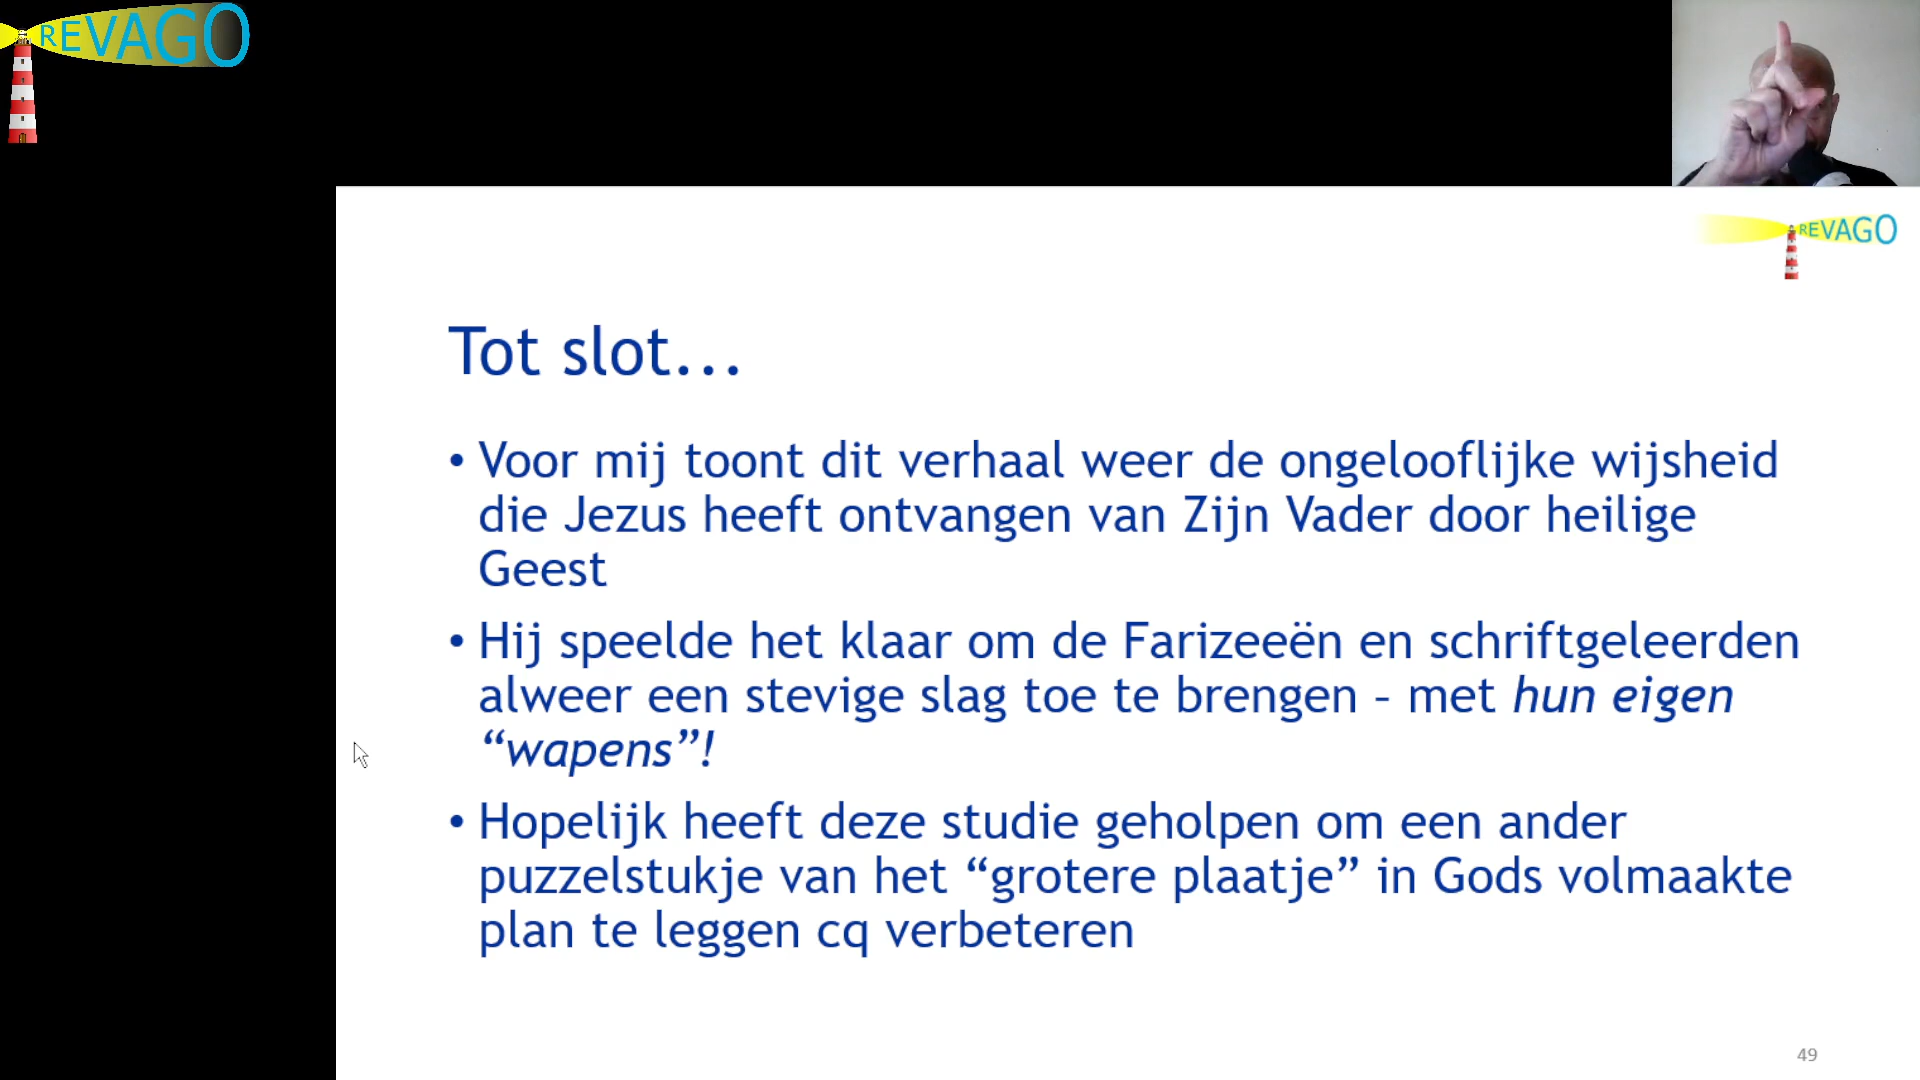 REVAGO
REVAGO
Tot slot...
• Voor mij toont dit verhaal weer de ongelooflijke wijsheid
die Jezus heeft ontvangen van Zijn Vader door heilige
Geest
• Hij speelde het klaar om de Farizeeën en schriftgeleerden
alweer een stevige slag toe te brengen – met hun eigen
“wapens”!
• Hopelijk heeft deze studie geholpen om een ander
puzzelstukje van het “grotere plaatje” in Gods volmaakte
plan te leggen cq verbeteren
49